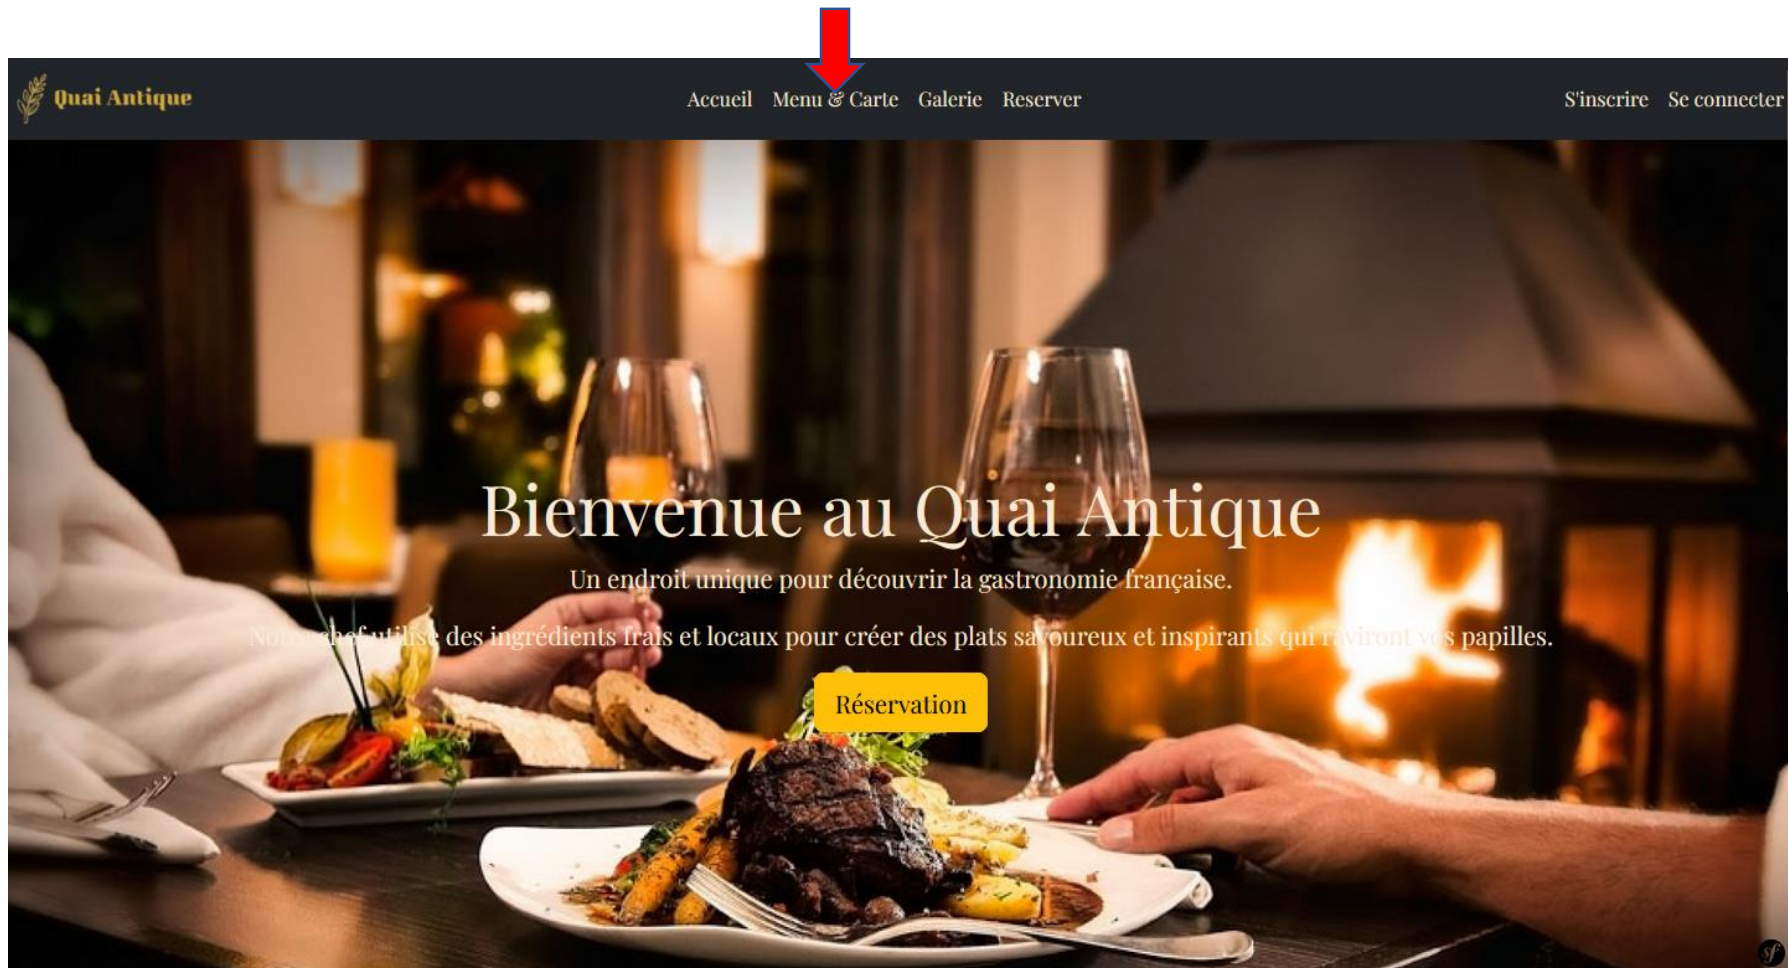 Quai Antique
Accueil Menu & Carte Galerie Reserver
S'inscrire Se connecter
Bienvenue au Quai Antique
Un endroit unique pour découvrir la gastronomie française.
Notre chef utilise des ingrédients frais et locaux pour créer des plats savoureux et inspirants qui raviront vos papilles.
Réservation
sf